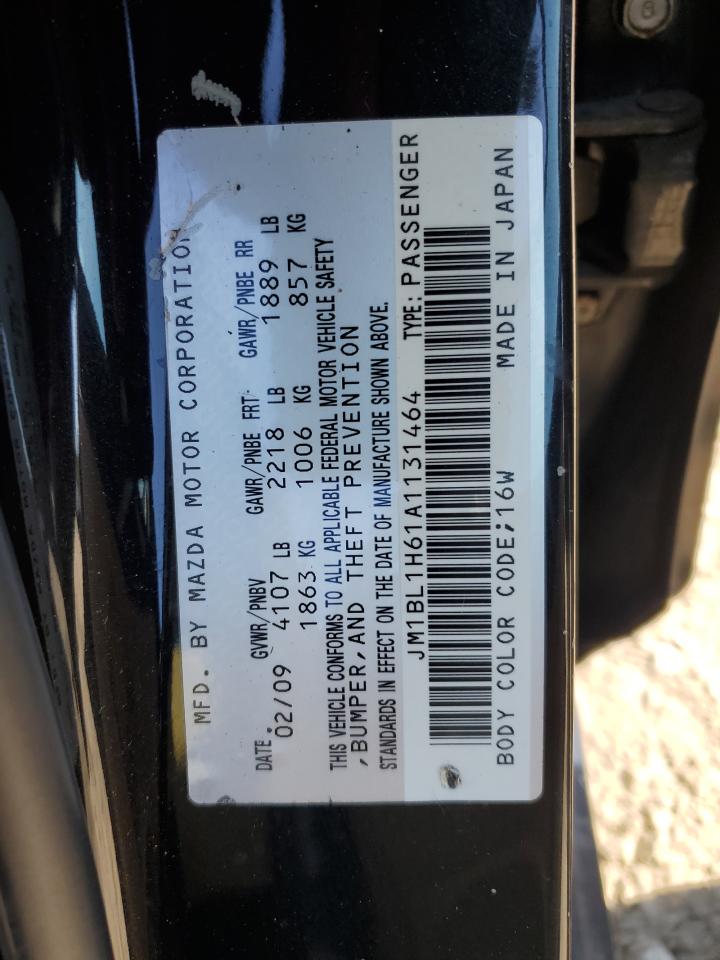 MFD. BY MAZDA MOTOR CORPORATION
DATE. GVWR/PNBV GAWR/PNBE FRT. GAWR/PNBE RR
02/09 4107 LB 2218 LB 1889 LB
1863 KG 1006 KG 857 KG
THIS VEHICLE CONFORMS TO ALL APPLICABLE FEDERAL MOTOR VEHICLE SAFETY
,BUMPER,AND THEFT PREVENTION
STANDARDS IN EFFECT ON THE DATE OF MANUFACTURE SHOWN ABOVE.
JM1BL1H61A1131464 TYPE: PASSENGER
BODY COLOR CODE;16W MADE IN JAPAN
8